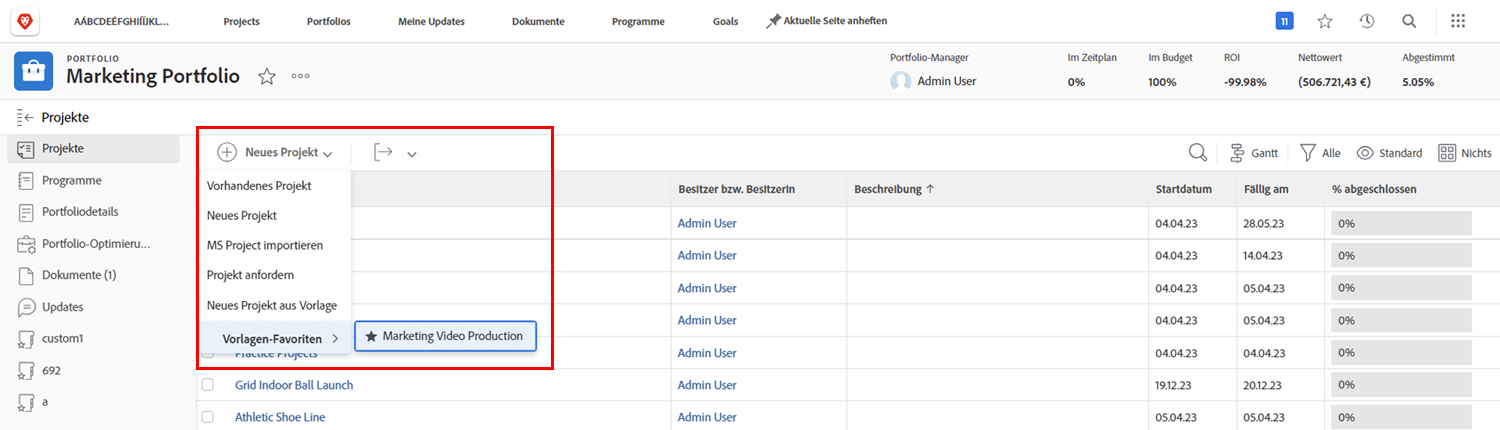 AÁBCDEÉFGHIÍJKL... Projects Portfolios Meine Updates Dokumente Programme Goals Aktuelle Seite anheften 11
PORTFOLIO
Marketing Portfolio
Portfolio-Manager Im Zeitplan Im Budget ROI Nettowert Abgestimmt
Admin User 0% 100% -99.98% (506.721,43 €) 5.05%
Projekte
Projekte
Programme
Portfoliodetails
Portfolio-Optimieru...
Dokumente (1)
Updates
custom1
692
a
Neues Projekt Gantt Alle Standard Nichts
Vorhandenes Projekt
Neues Projekt
MS Project importieren
Projekt anfordern
Neues Projekt aus Vorlage
Vorlagen-Favoriten Marketing Video Production
Besitzer bzw. BesitzerIn Beschreibung Startdatum Fällig am % abgeschlossen
Admin User 04.04.23 28.05.23 0%
Admin User 04.04.23 14.04.23 0%
Admin User 04.04.23 05.04.23 0%
Admin User 04.04.23 05.04.23 0%
Practice Projects Admin User 04.04.23 04.04.23 0%
Grid Indoor Ball Launch Admin User 19.12.23 20.12.23 0%
Athletic Shoe Line Admin User 05.04.23 05.04.23 0%